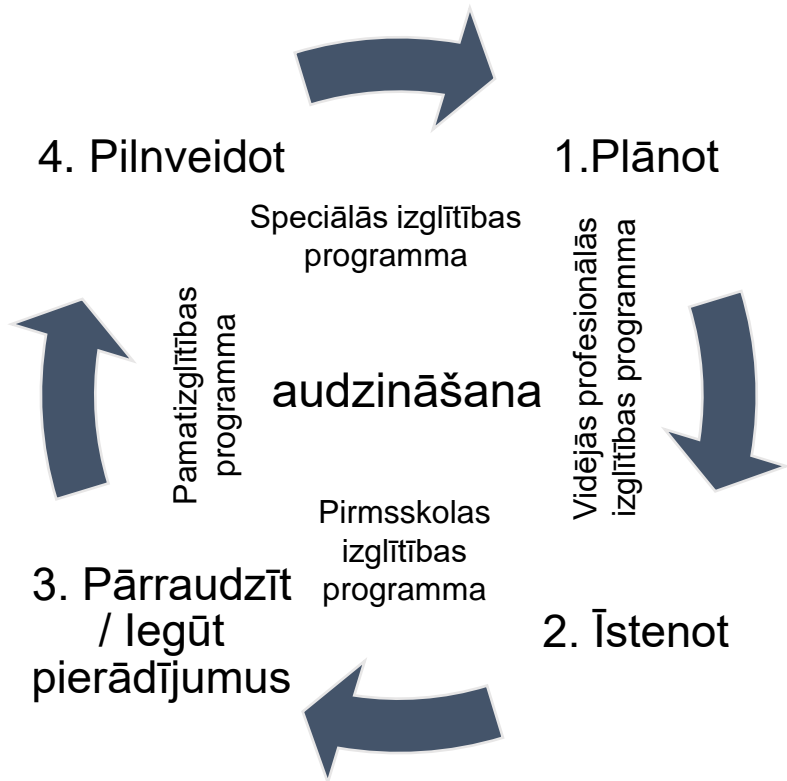 4. Pilnveidot
1.Plānot
Speciālās izglītības
programma
Vidējās profesionālās
izglītības programma
Pamatizglītības
programma
audzināšana
Pirmsskolas
izglītības
programma
3. Pārraudzīt
/ Iegūt
pierādījumus
2. Īstenot